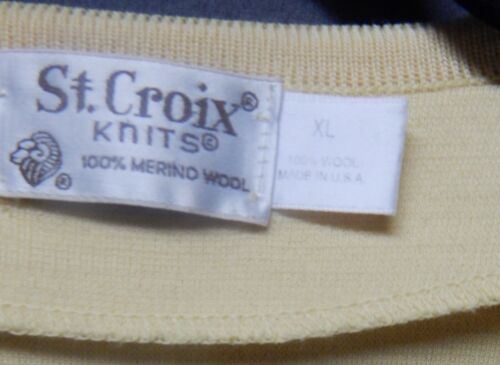 St. Croix®
KNITS®
100% MERINO WOOL
®
XL
100% WOOL
MADE IN U.S.A.